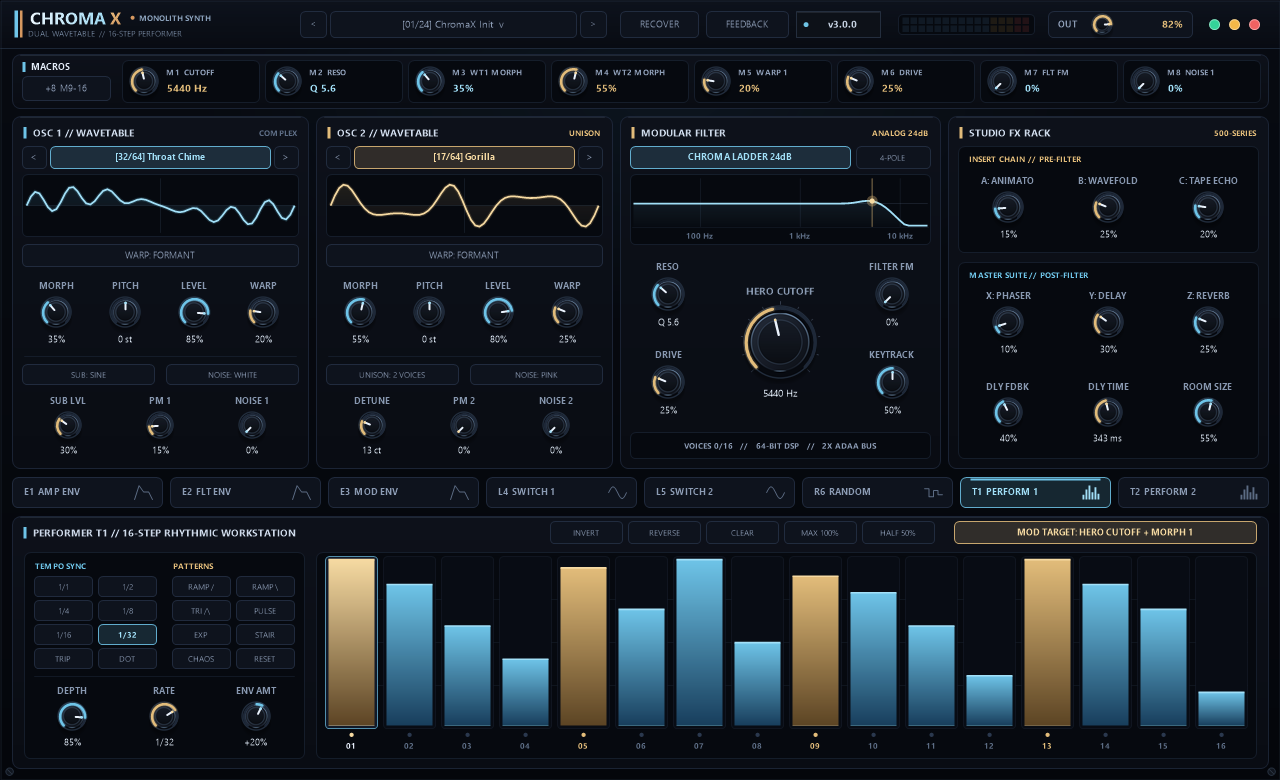 CHROMA X • MONOLITH SYNTH
DUAL WAVETABLE // 16-STEP PERFORMER
< [01/24] ChromaX Init v >
RECOVER
FEEDBACK
v3.0.0
OUT 82%
MACROS
+8 M9-16
M1 CUTOFF
5440 Hz
M2 RESO
Q 5.6
M3 WT1 MORPH
35%
M4 WT2 MORPH
55%
M5 WARP 1
20%
M6 DRIVE
25%
M7 FLT FM
0%
M8 NOISE 1
0%
OSC 1 // WAVETABLE COMPLEX
< [32/64] Throat Chime >
WARP: FORMANT
MORPH PITCH LEVEL WARP
35% 0 st 85% 20%
SUB: SINE NOISE: WHITE
SUB LVL PM 1 NOISE 1
30% 15% 0%
OSC 2 // WAVETABLE UNISON
< [17/64] Gorilla >
WARP: FORMANT
MORPH PITCH LEVEL WARP
55% 0 st 80% 25%
UNISON: 2 VOICES NOISE: PINK
DETUNE PM 2 NOISE 2
13 ct 0% 0%
MODULAR FILTER ANALOG 24dB
CHROMA LADDER 24dB 4-POLE
100 Hz 1 kHz 10 kHz
RESO
Q 5.6
DRIVE
25%
HERO CUTOFF
5440 Hz
FILTER FM
0%
KEYTRACK
50%
VOICES 0/16 // 64-BIT DSP // 2X ADAA BUS
STUDIO FX RACK 500-SERIES
INSERT CHAIN // PRE-FILTER
A: ANIMATO B: WAVEFOLD C: TAPE ECHO
15% 25% 20%
MASTER SUITE // POST-FILTER
X: PHASER Y: DELAY Z: REVERB
10% 30% 25%
DLY FDBK DLY TIME ROOM SIZE
40% 343 ms 55%
E1 AMP ENV
E2 FLT ENV
E3 MOD ENV
L4 SWITCH 1
L5 SWITCH 2
R6 RANDOM
T1 PERFORM 1
T2 PERFORM 2
PERFORMER T1 // 16-STEP RHYTHMIC WORKSTATION
INVERT REVERSE CLEAR MAX 100% HALF 50%
MOD TARGET: HERO CUTOFF + MORPH 1
TEMPO SYNC
1/1 1/2
1/4 1/8
1/16 1/32
TRIP DOT
PATTERNS
RAMP / RAMP \
TRI /\ PULSE
EXP STAIR
CHAOS RESET
DEPTH RATE ENV AMT
85% 1/32 +20%
01 02 03 04 05 06 07 08 09 10 11 12 13 14 15 16